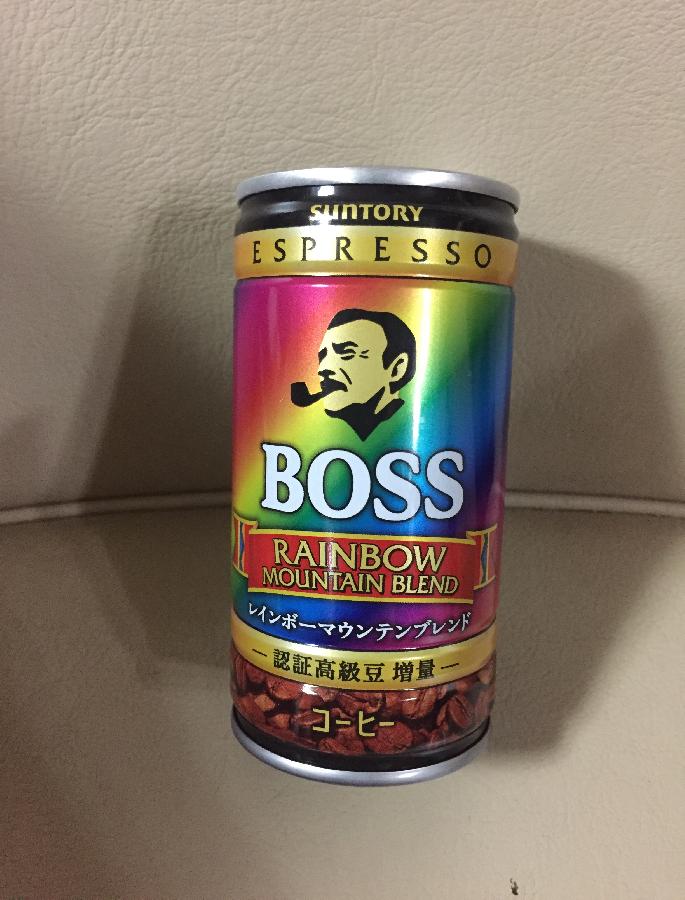 SUNTORY
ESPRESSO
BOSS
RAINBOW
MOUNTAIN BLEND
レインボーマウンテンブレンド
認証高級豆 増量
コーヒー